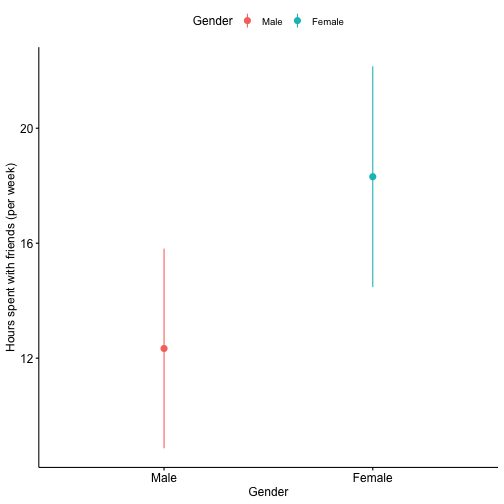 Gender Male Female
Hours spent with friends (per week)
20
16
12
Male Female
Gender